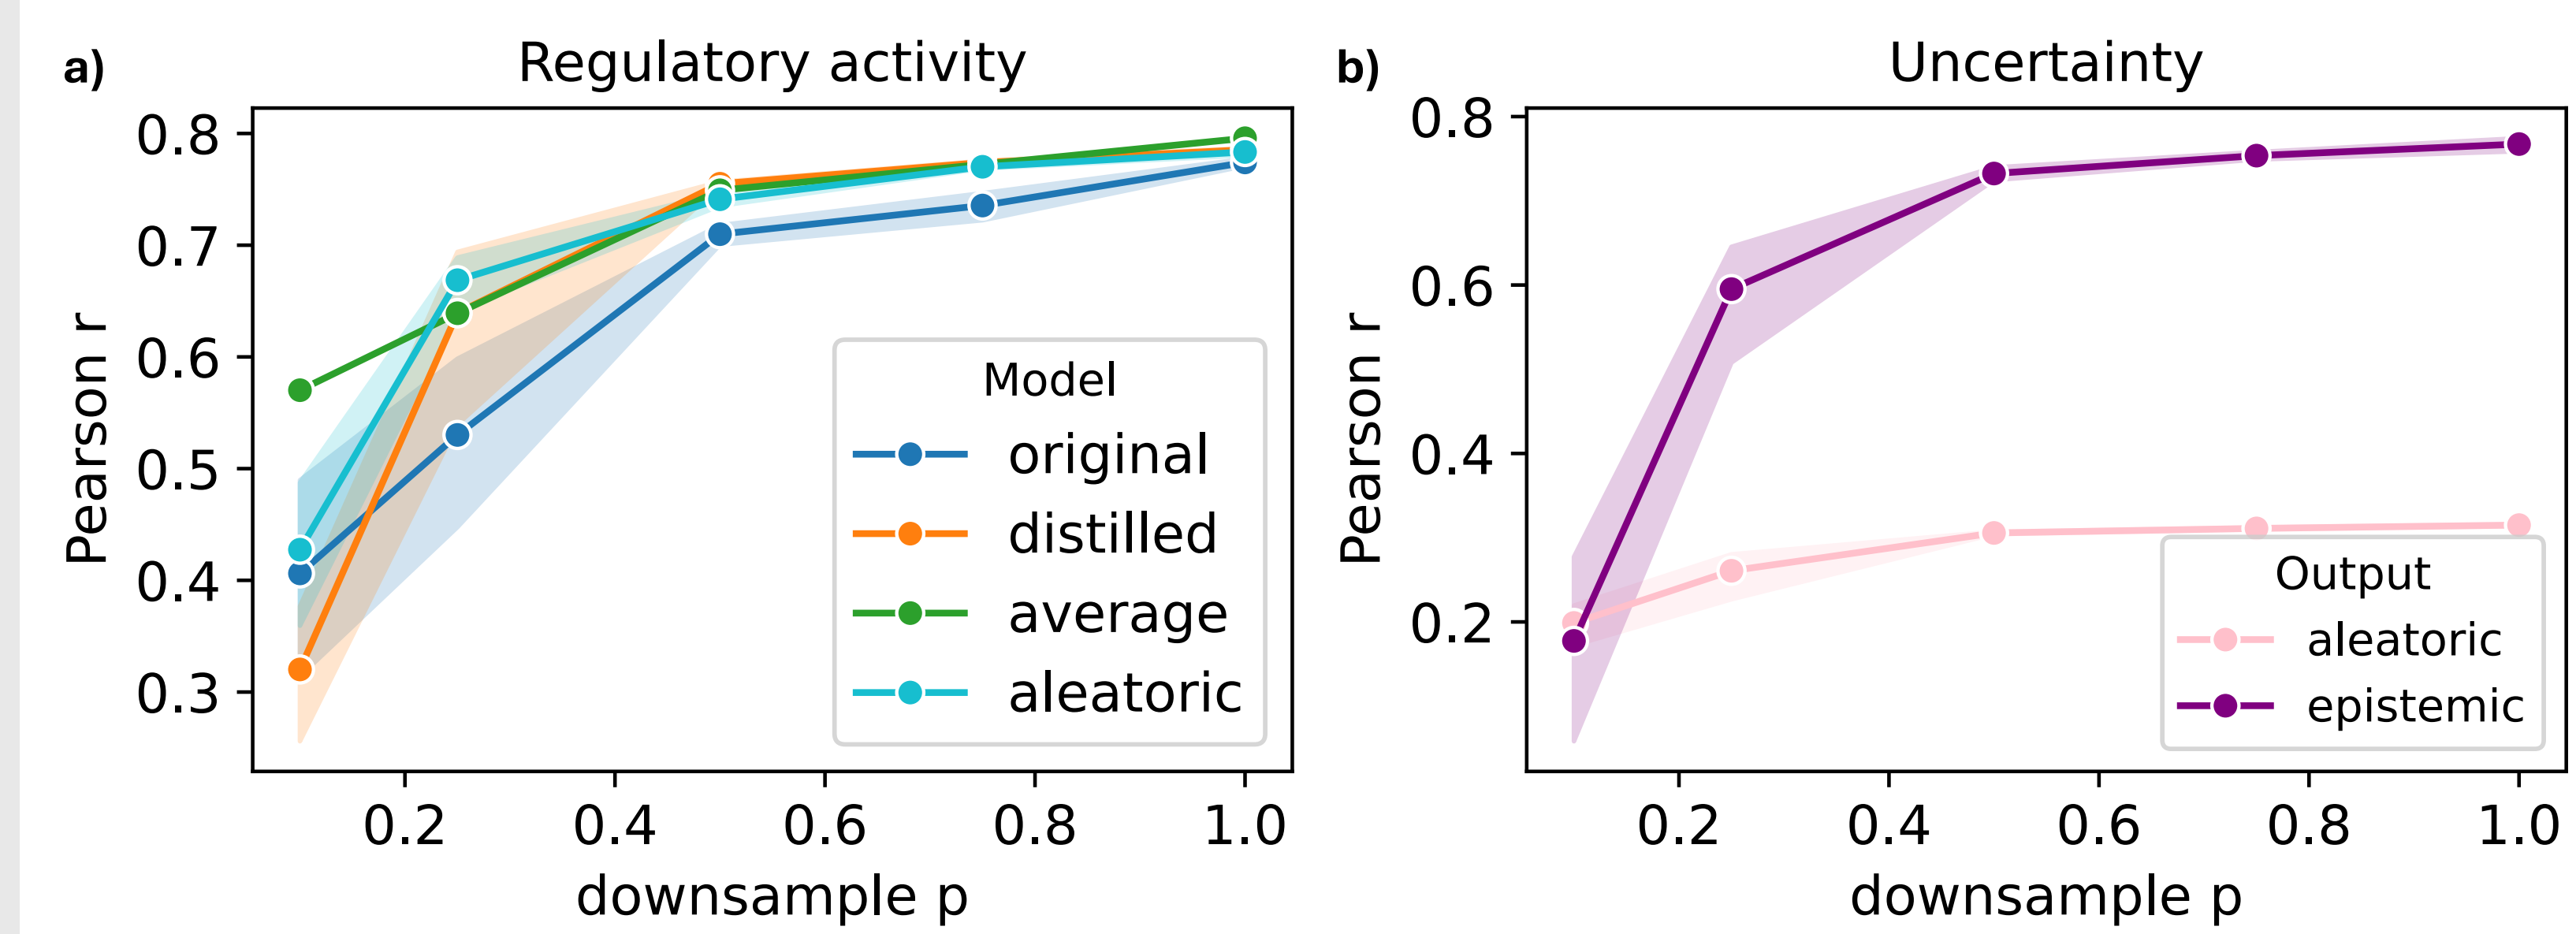 a)
Regulatory activity
Pearson r
0.8
0.7
0.6
0.5
0.4
0.3
0.2 0.4 0.6 0.8 1.0
downsample p
Model
original
distilled
average
aleatoric
b)
Uncertainty
Pearson r
0.8
0.6
0.4
0.2
0.2 0.4 0.6 0.8 1.0
downsample p
Output
aleatoric
epistemic